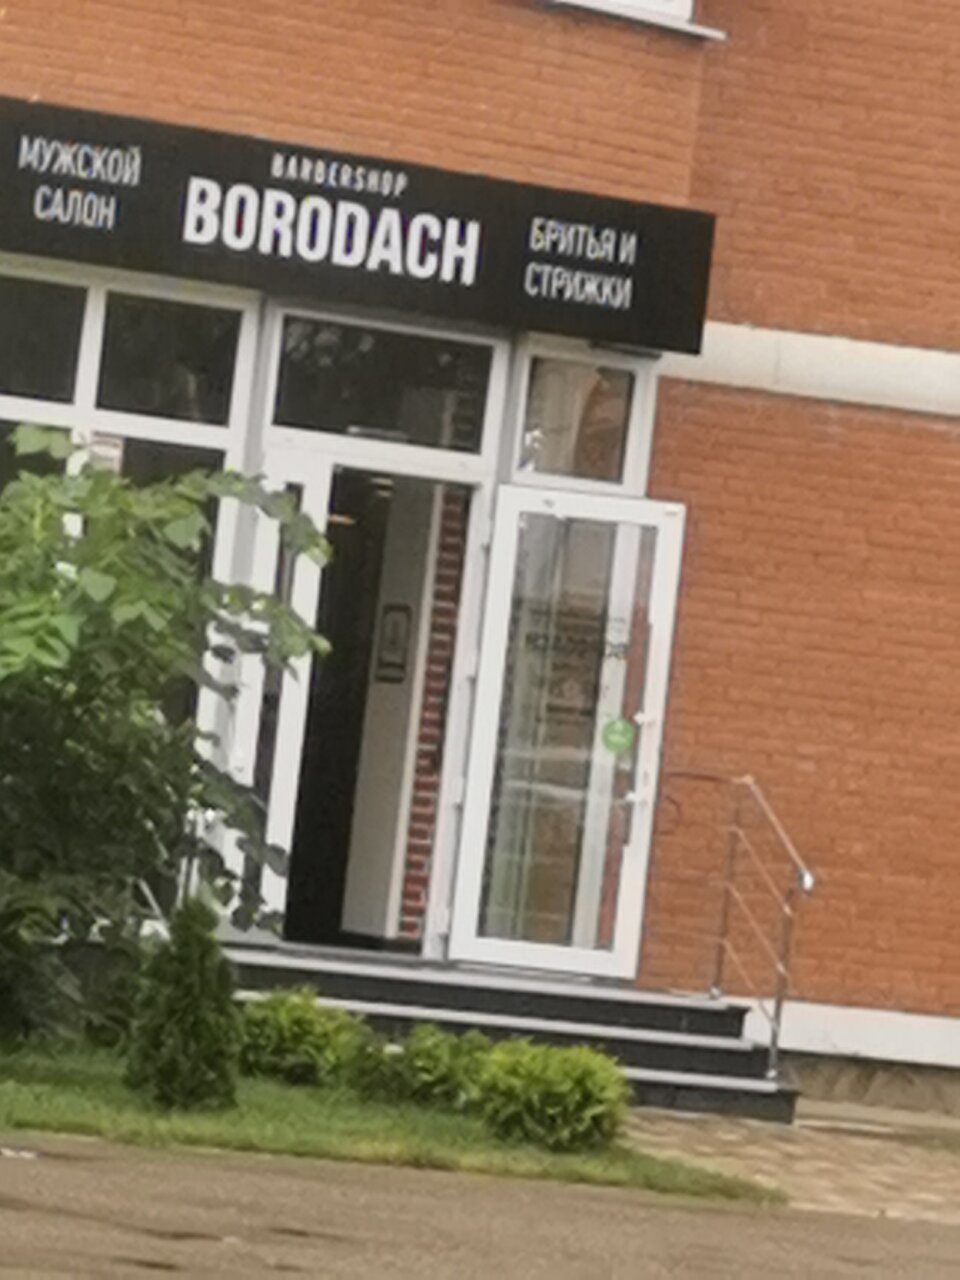 МУЖСКОЙ
САЛОН
BARBERSHOP
BORODACH
БРИТЬЯ И
СТРИЖКИ